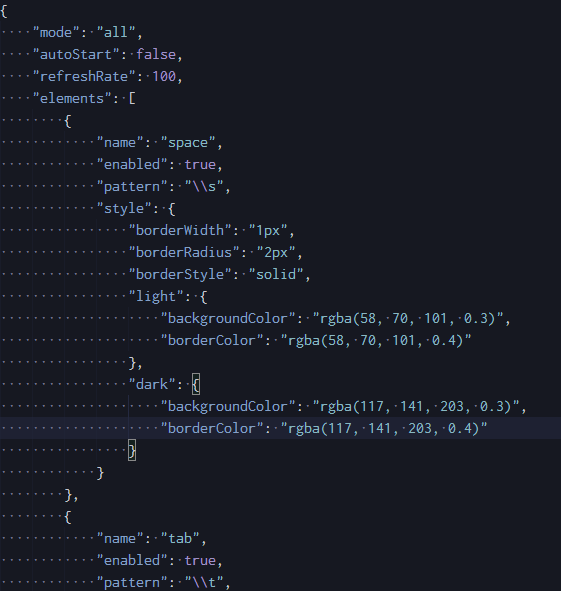 {
    "mode": "all",
    "autoStart": false,
    "refreshRate": 100,
    "elements": [
        {
            "name": "space",
            "enabled": true,
            "pattern": "\\s",
            "style": {
                "borderWidth": "1px",
                "borderRadius": "2px",
                "borderStyle": "solid",
                "light": {
                    "backgroundColor": "rgba(58, 70, 101, 0.3)",
                    "borderColor": "rgba(58, 70, 101, 0.4)"
                },
                "dark": {
                    "backgroundColor": "rgba(117, 141, 203, 0.3)",
                    "borderColor": "rgba(117, 141, 203, 0.4)"
                }
            }
        },
        {
            "name": "tab",
            "enabled": true,
            "pattern": "\\t",